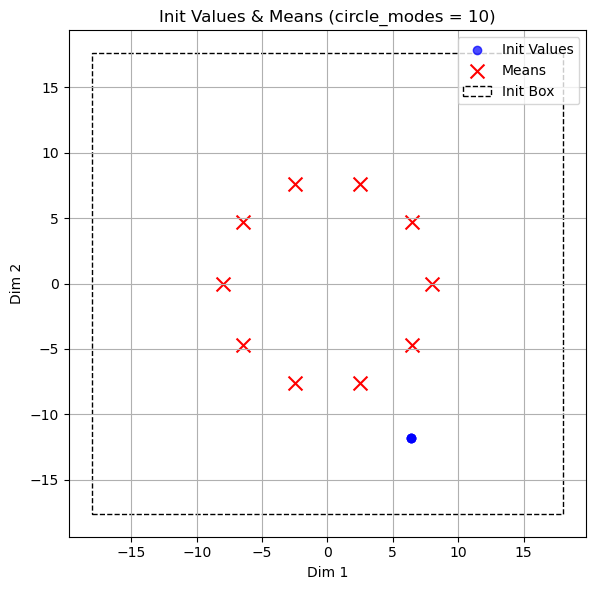 Init Values & Means (circle_modes = 10)
Init Values
Means
Init Box
15
10
5
0
−5
−10
−15
Dim 2
−15
−10
−5
0
5
10
15
Dim 1